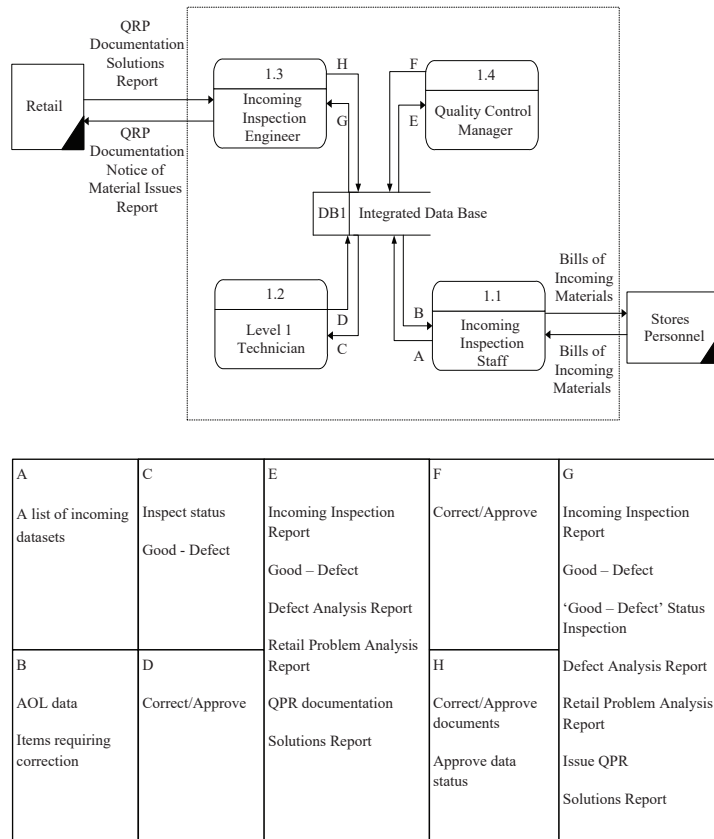 QRP
Documentation
Solutions
Report
Retail
QRP
Documentation
Notice of
Material Issues
Report
1.3
Incoming
Inspection
Engineer
H
G
F
E
1.4
Quality Control
Manager
DB1 Integrated Data Base
1.2
Level 1
Technician
D
C
B
A
1.1
Incoming
Inspection
Staff
Bills of
Incoming
Materials
Bills of
Incoming
Materials
Stores
Personnel
A
A list of incoming
datasets
B
AOL data
Items requiring
correction
C
Inspect status
Good - Defect
D
Correct/Approve
E
Incoming Inspection
Report
Good – Defect
Defect Analysis Report
Retail Problem Analysis
Report
QPR documentation
Solutions Report
F
Correct/Approve
H
Correct/Approve
documents
Approve data
status
G
Incoming Inspection
Report
Good – Defect
‘Good – Defect’ Status
Inspection
Defect Analysis Report
Retail Problem Analysis
Report
Issue QPR
Solutions Report